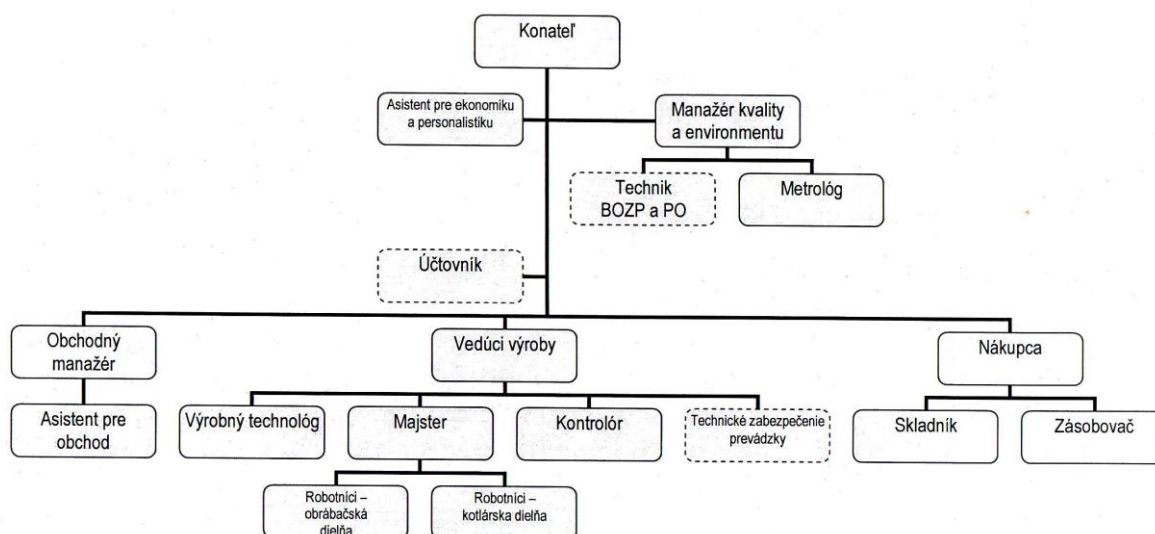 Konateľ
Asistent pre ekonomiku
a personalistiku
Manažér kvality
a environmentu
Technik
BOZP a PO
Metrológ
Účtovník
Obchodný
manažér
Vedúci výroby
Nákupca
Asistent pre
obchod
Výrobný technológ
Majster
Kontrolór
Technické zabezpečenie
prevádzky
Skladník
Zásobovač
Robotníci –
obrábačská
dielňa
Robotníci –
kotlárska dielňa